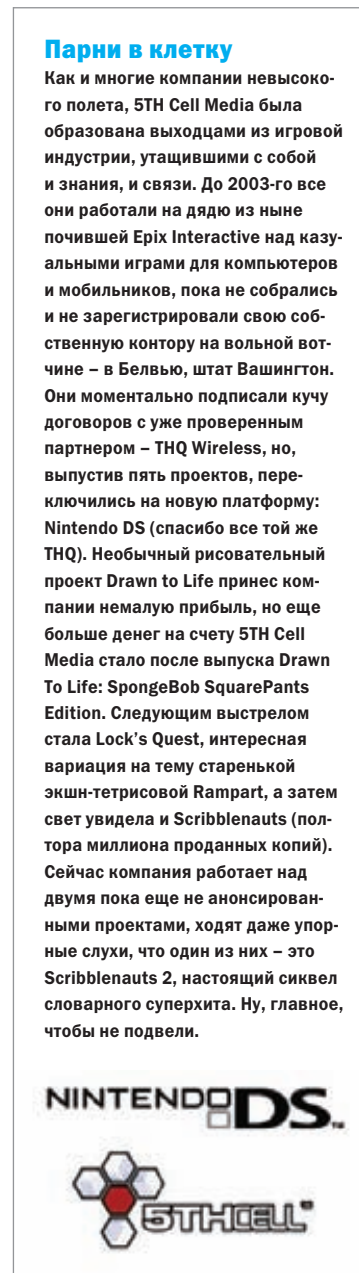 Парни в клетку
Как и многие компании невысоко-
го полета, 5TH Cell Media была
образована выходцами из игровой
индустрии, утащившими с собой
и знания, и связи. До 2003-го все
они работали на дядю из ныне
почившей Epix Interactive над казу-
альными играми для компьютеров
и мобильников, пока не собрались
и не зарегистрировали свою соб-
ственную контору на вольной вот-
чине – в Белвью, штат Вашингтон.
Они моментально подписали кучу
договоров с уже проверенным
партнером – THQ Wireless, но,
выпустив пять проектов, пере-
ключились на новую платформу:
Nintendo DS (спасибо все той же
THQ). Необычный рисовательный
проект Drawn to Life принес ком-
пании немалую прибыль, но еще
больше денег на счету 5TH Cell
Media стало после выпуска Drawn
To Life: SpongeBob SquarePants
Edition. Следующим выстрелом
стала Lock’s Quest, интересная
вариация на тему старенькой
экшн-тетрисовой Rampart, а затем
свет увидела и Scribblenauts (пол-
тора миллиона проданных копий).
Сейчас компания работает над
двумя пока еще не анонсирован-
ными проектами, ходят даже упор-
ные слухи, что один из них – это
Scribblenauts 2, настоящий сиквел
словарного суперхита. Ну, главное,
чтобы не подвели.
NINTENDO DS™
5TH CELL™